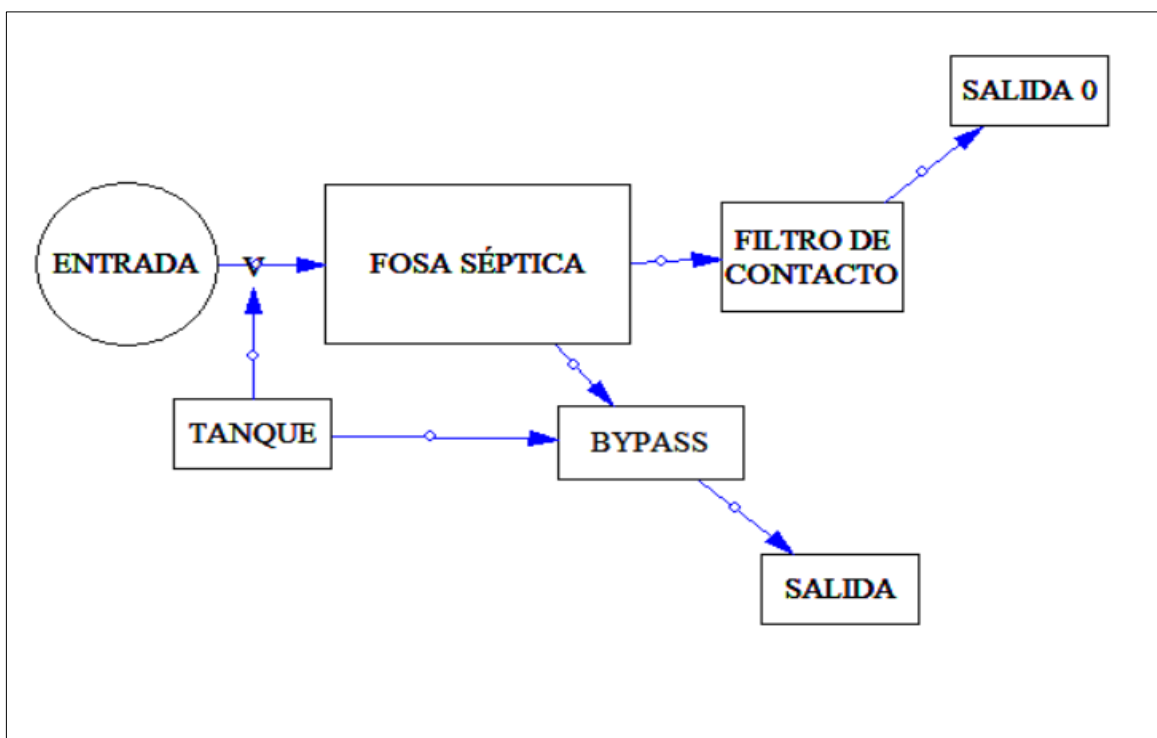 SALIDA 0
ENTRADA
V
FOSA SÉPTICA
FILTRO DE
CONTACTO
TANQUE
BYPASS
SALIDA